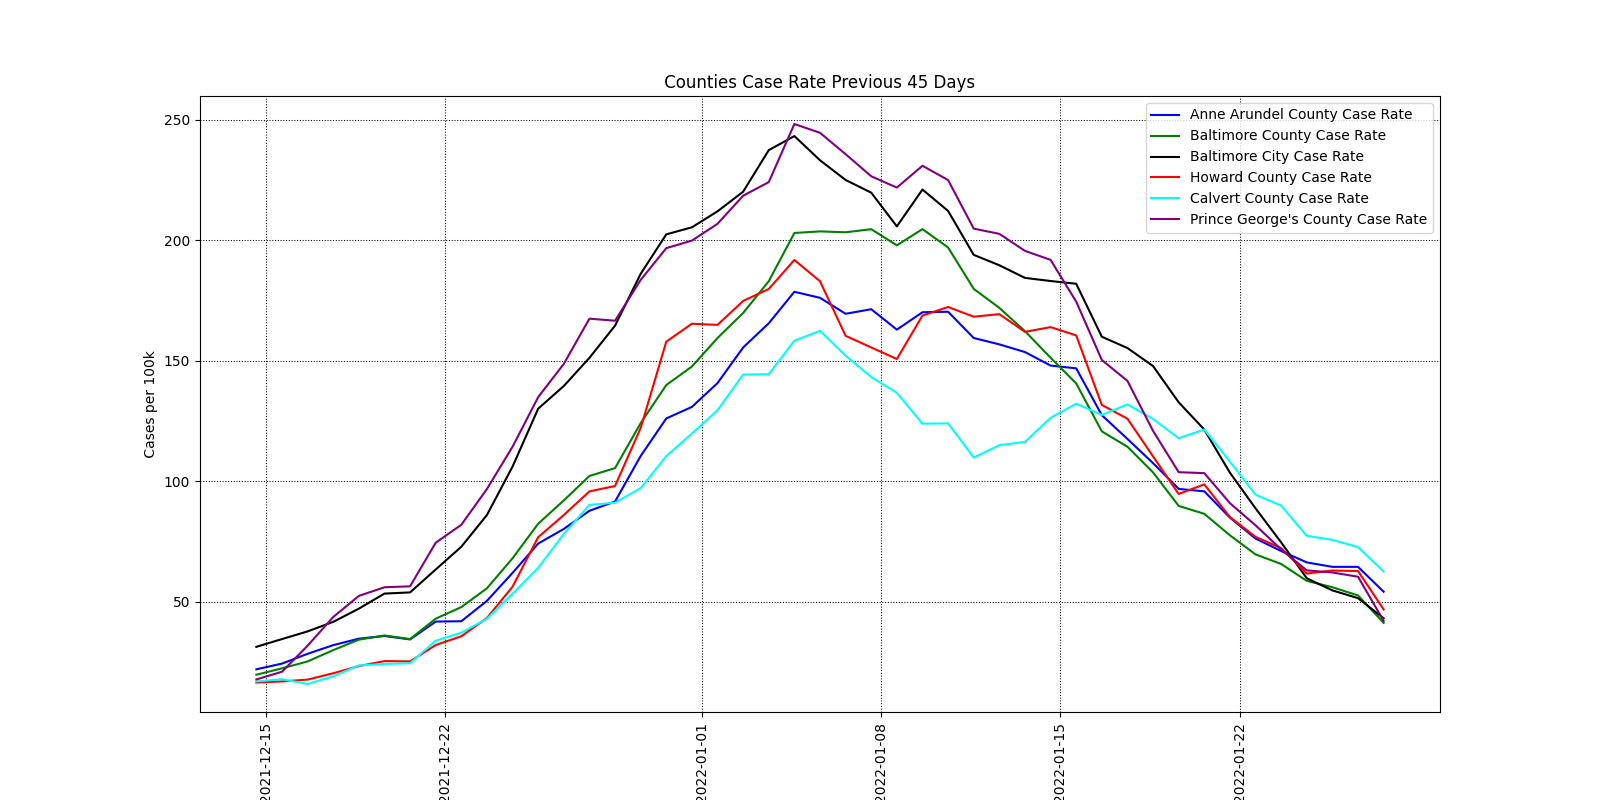 Counties Case Rate Previous 45 Days
Cases per 100k
250
200
150
100
50
Anne Arundel County Case Rate
Baltimore County Case Rate
Baltimore City Case Rate
Howard County Case Rate
Calvert County Case Rate
Prince George's County Case Rate
2021-12-15
2021-12-22
2022-01-01
2022-01-08
2022-01-15
2022-01-22